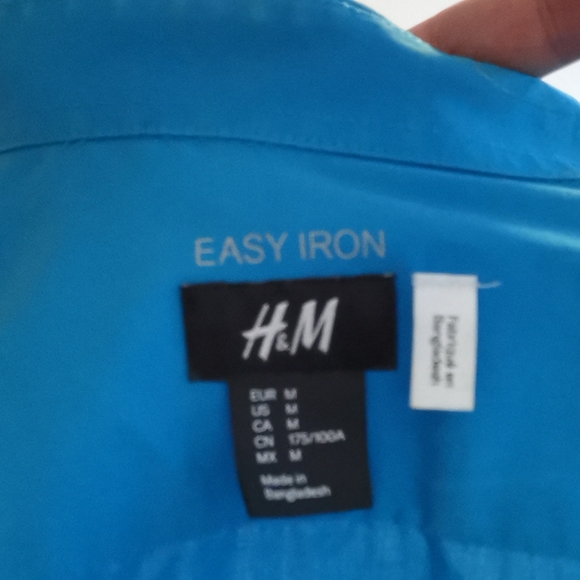 EASY IRON
H&M
EUR M
US M
CA M
CN 175/100A
MX M
Made in
Bangladesh
Fabriqué en
Bangladesh